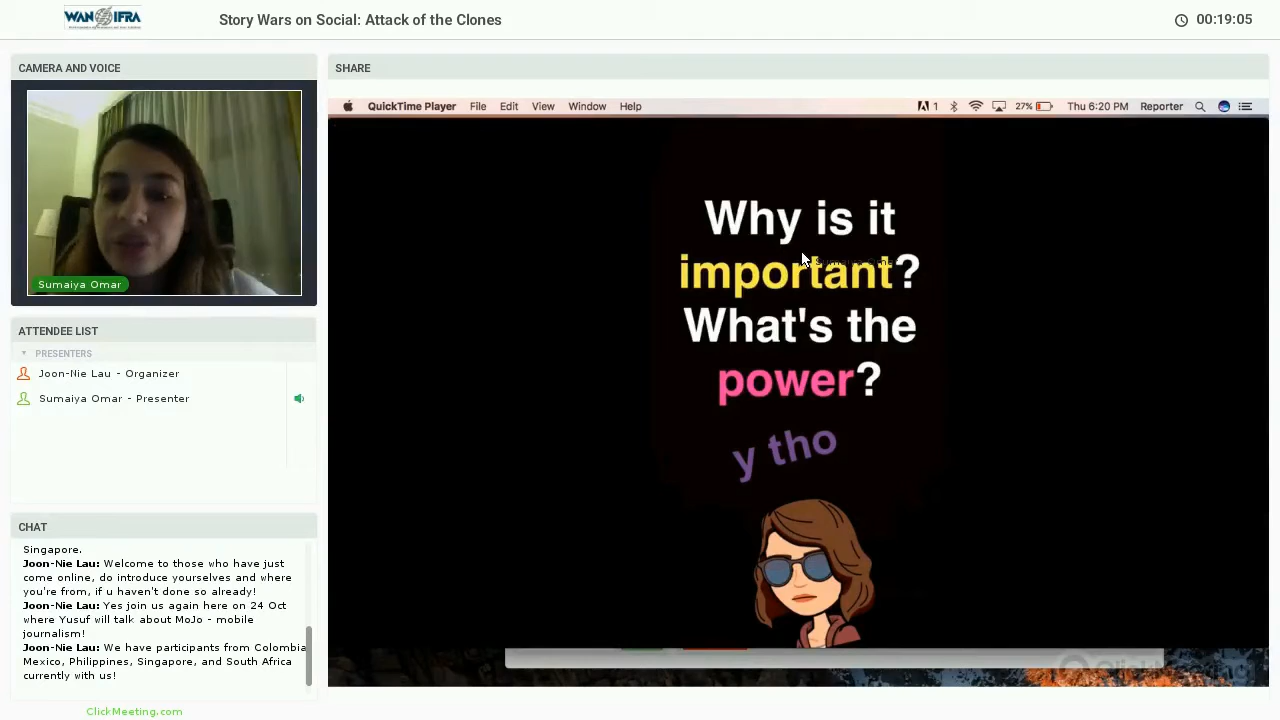 WAN IFRA
Story Wars on Social: Attack of the Clones
00:19:05
CAMERA AND VOICE
Sumaiya Omar
ATTENDEE LIST
PRESENTERS
Joon-Nie Lau - Organizer
Sumaiya Omar - Presenter
CHAT
Singapore.
Joon-Nie Lau: Welcome to those who have just
come online, do introduce yourselves and where
you're from, if u haven't done so already!
Joon-Nie Lau: Yes join us again here on 24 Oct
where Yusuf will talk about MoJo - mobile
journalism!
Joon-Nie Lau: We have participants from Colombia
Mexico, Philippines, Singapore, and South Africa
currently with us!
ClickMeeting.com
SHARE
QuickTime Player File Edit View Window Help
1 27% Thu 6:20 PM Reporter
Why is it
important?
Sumaiya Omar
What's the
power?
y tho
ClickMeeting